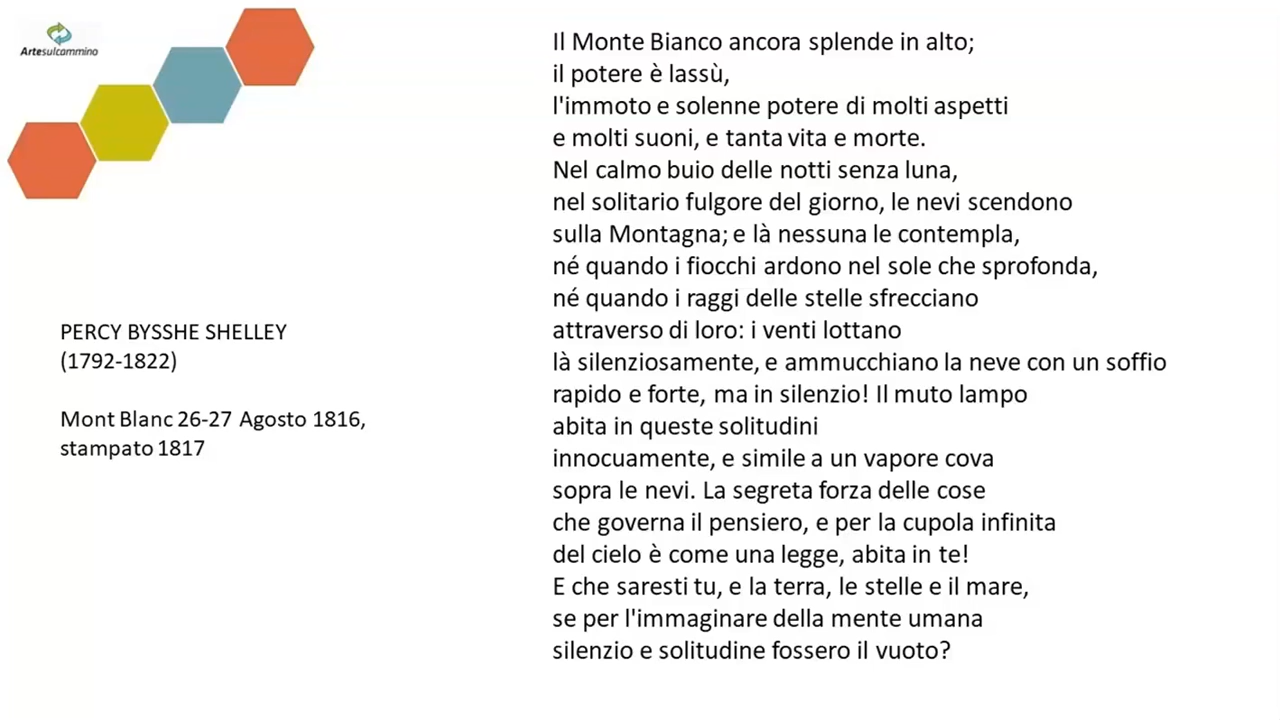 Artesulcammino
PERCY BYSSHE SHELLEY
(1792-1822)
Mont Blanc 26-27 Agosto 1816,
stampato 1817
Il Monte Bianco ancora splende in alto;
il potere è lassù,
l'immoto e solenne potere di molti aspetti
e molti suoni, e tanta vita e morte.
Nel calmo buio delle notti senza luna,
nel solitario fulgore del giorno, le nevi scendono
sulla Montagna; e là nessuna le contempla,
né quando i fiocchi ardono nel sole che sprofonda,
né quando i raggi delle stelle sfrecciano
attraverso di loro: i venti lottano
là silenziosamente, e ammucchiano la neve con un soffio
rapido e forte, ma in silenzio! Il muto lampo
abita in queste solitudini
innocuamente, e simile a un vapore cova
sopra le nevi. La segreta forza delle cose
che governa il pensiero, e per la cupola infinita
del cielo è come una legge, abita in te!
E che saresti tu, e la terra, le stelle e il mare,
se per l'immaginare della mente umana
silenzio e solitudine fossero il vuoto?